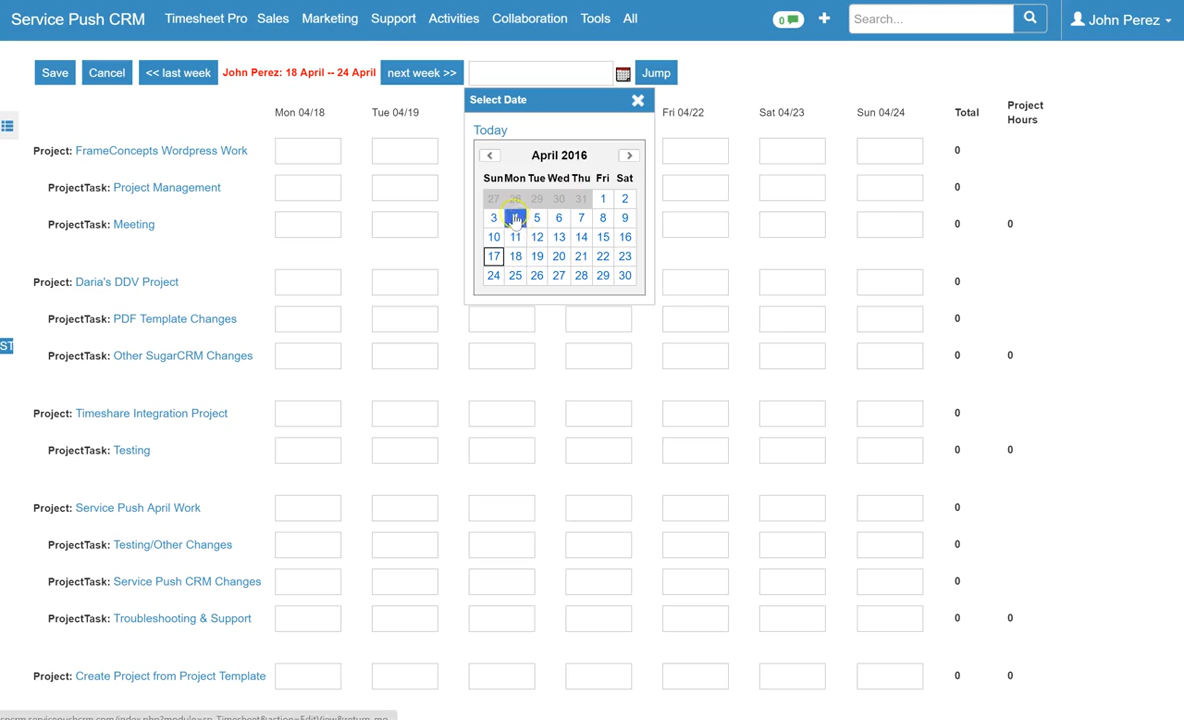 Service Push CRM Timesheet Pro Sales Marketing Support Activities Collaboration Tools All 0 + Search... John Perez
Save Cancel << last week John Perez: 18 April -- 24 April next week >> Jump
Select Date
Today
April 2016
Sun Mon Tue Wed Thu Fri Sat
27 28 29 30 31 1 2
3 4 5 6 7 8 9
10 11 12 13 14 15 16
17 18 19 20 21 22 23
24 25 26 27 28 29 30
Mon 04/18 Tue 04/19 Fri 04/22 Sat 04/23 Sun 04/24 Total Project Hours
Project: FrameConcepts Wordpress Work 0
ProjectTask: Project Management 0
ProjectTask: Meeting 0 0
Project: Daria's DDV Project 0
ProjectTask: PDF Template Changes 0
ST
ProjectTask: Other SugarCRM Changes 0 0
Project: Timeshare Integration Project 0
ProjectTask: Testing 0 0
Project: Service Push April Work 0
ProjectTask: Testing/Other Changes 0
ProjectTask: Service Push CRM Changes 0
ProjectTask: Troubleshooting & Support 0 0
Project: Create Project from Project Template 0 0